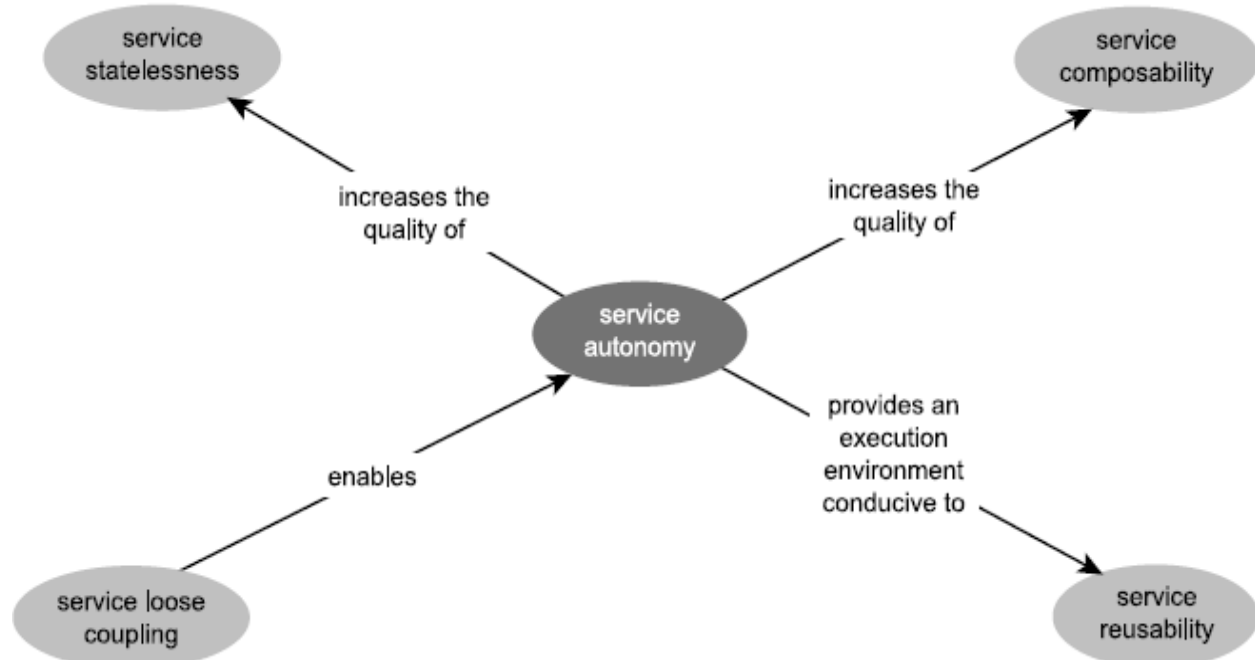 service
statelessness
service
composability
increases the
quality of
increases the
quality of
service
autonomy
provides an
execution
environment
conducive to
enables
service loose
coupling
service
reusability